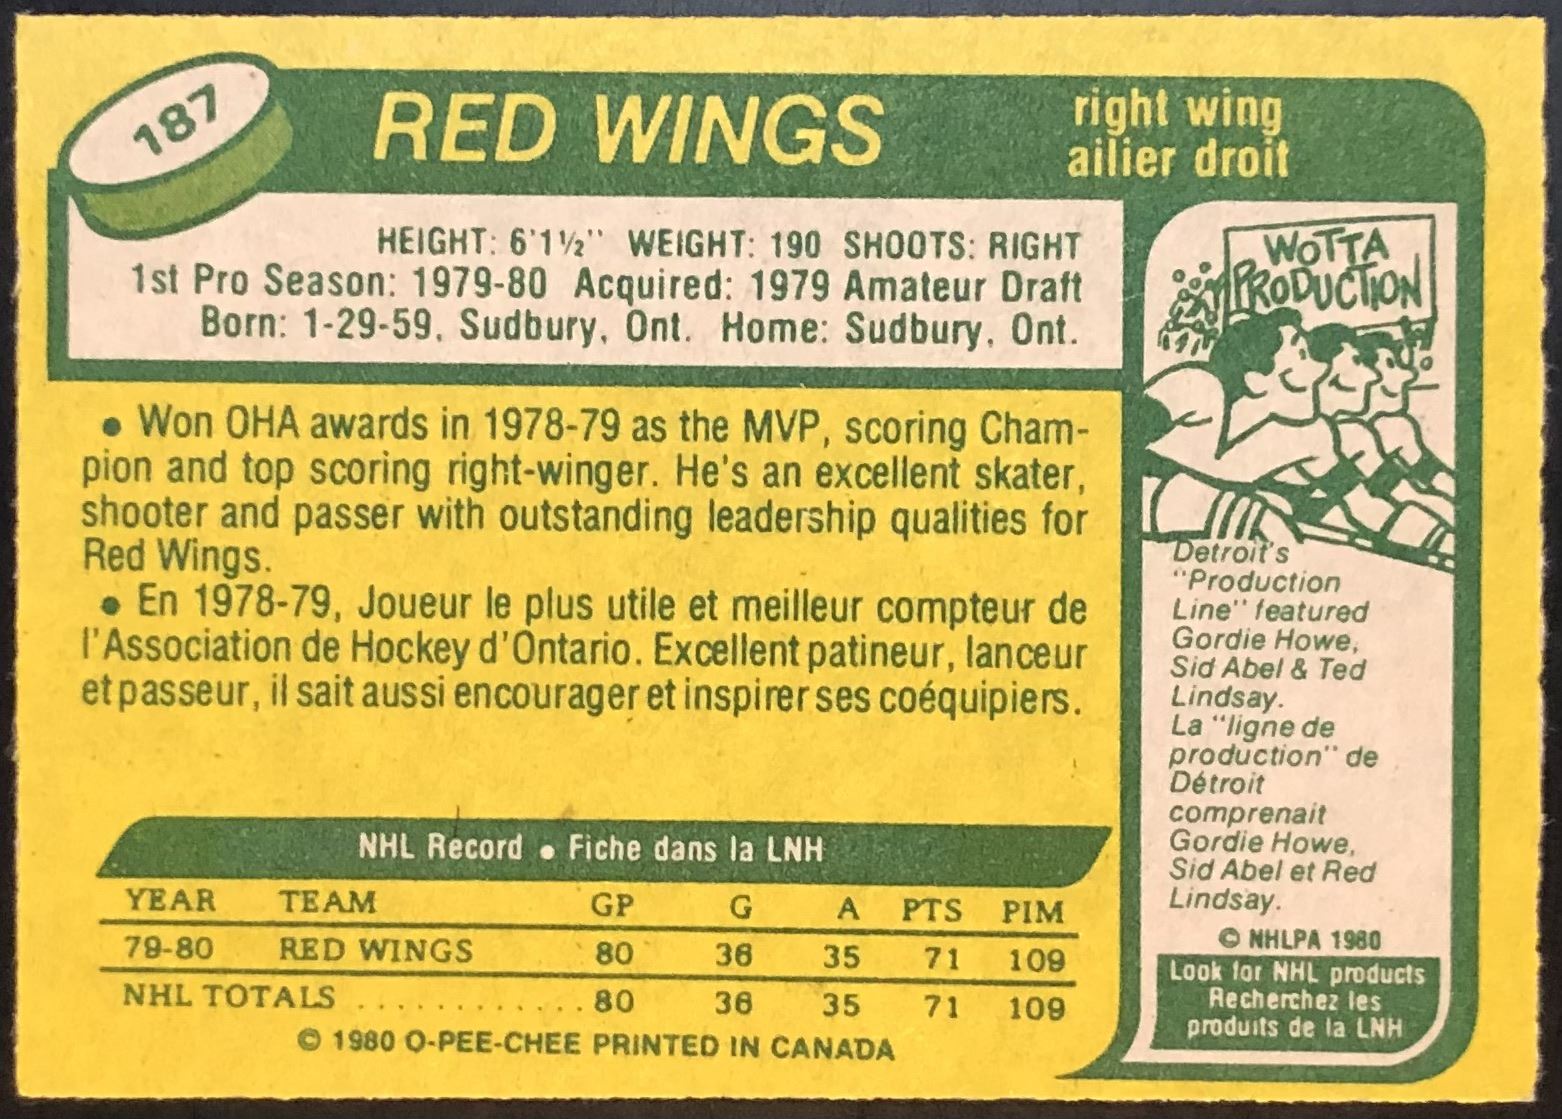 187
RED WINGS
right wing
ailier droit
HEIGHT: 6'1½" WEIGHT: 190 SHOOTS: RIGHT
1st Pro Season: 1979-80 Acquired: 1979 Amateur Draft
Born: 1-29-59, Sudbury, Ont. Home: Sudbury, Ont.
• Won OHA awards in 1978-79 as the MVP, scoring Cham-
pion and top scoring right-winger. He's an excellent skater,
shooter and passer with outstanding leadership qualities for
Red Wings.
• En 1978-79, Joueur le plus utile et meilleur compteur de
l'Association de Hockey d'Ontario. Excellent patineur, lanceur
et passeur, il sait aussi encourager et inspirer ses coéquipiers.
NHL Record • Fiche dans la LNH
YEAR TEAM GP G A PTS PIM
79-80 RED WINGS 80 36 35 71 109
NHL TOTALS ............ 80 36 35 71 109
© 1980 O-PEE-CHEE PRINTED IN CANADA
WOTTA
PRODUCTION
Detroit's
"Production
Line" featured
Gordie Howe,
Sid Abel & Ted
Lindsay.
La "ligne de
production" de
Détroit
comprenait
Gordie Howe,
Sid Abel et Red
Lindsay.
© NHLPA 1980
Look for NHL products
Recherchez les
produits de la LNH